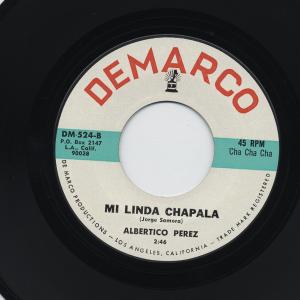 DEMARCO
DM-524-B
P.O. Box 2147
L.A., Calif.
90028
45 RPM
Cha Cha Cha
MI LINDA CHAPALA
(Jorge Samora)
ALBERTICO PEREZ
2:46
DE MARCO PRODUCTIONS — LOS ANGELES, CALIFORNIA — TRADE MARK REGISTERED